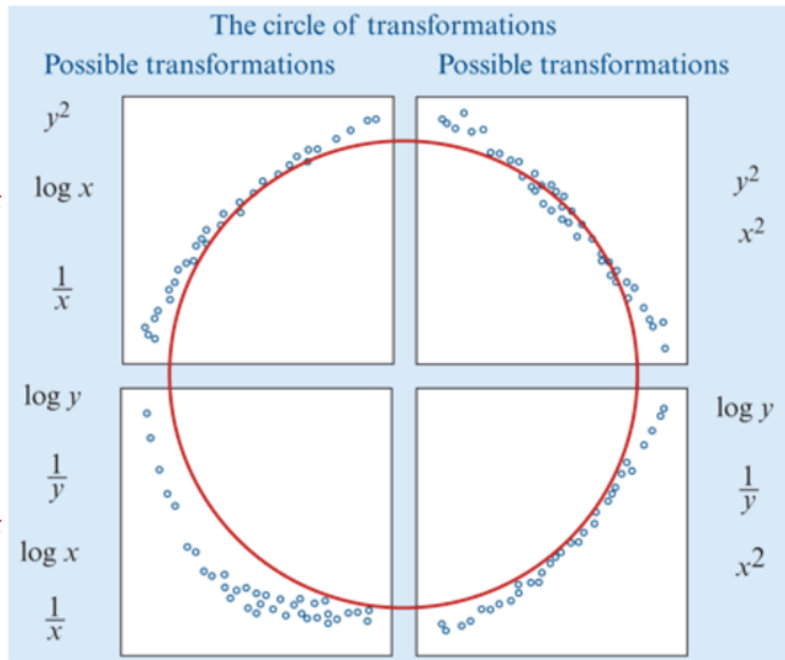 The circle of transformations
Possible transformations
Possible transformations
y²
log x
1/x
y²
x²
log y
1/y
log x
1/x
log y
1/y
x²